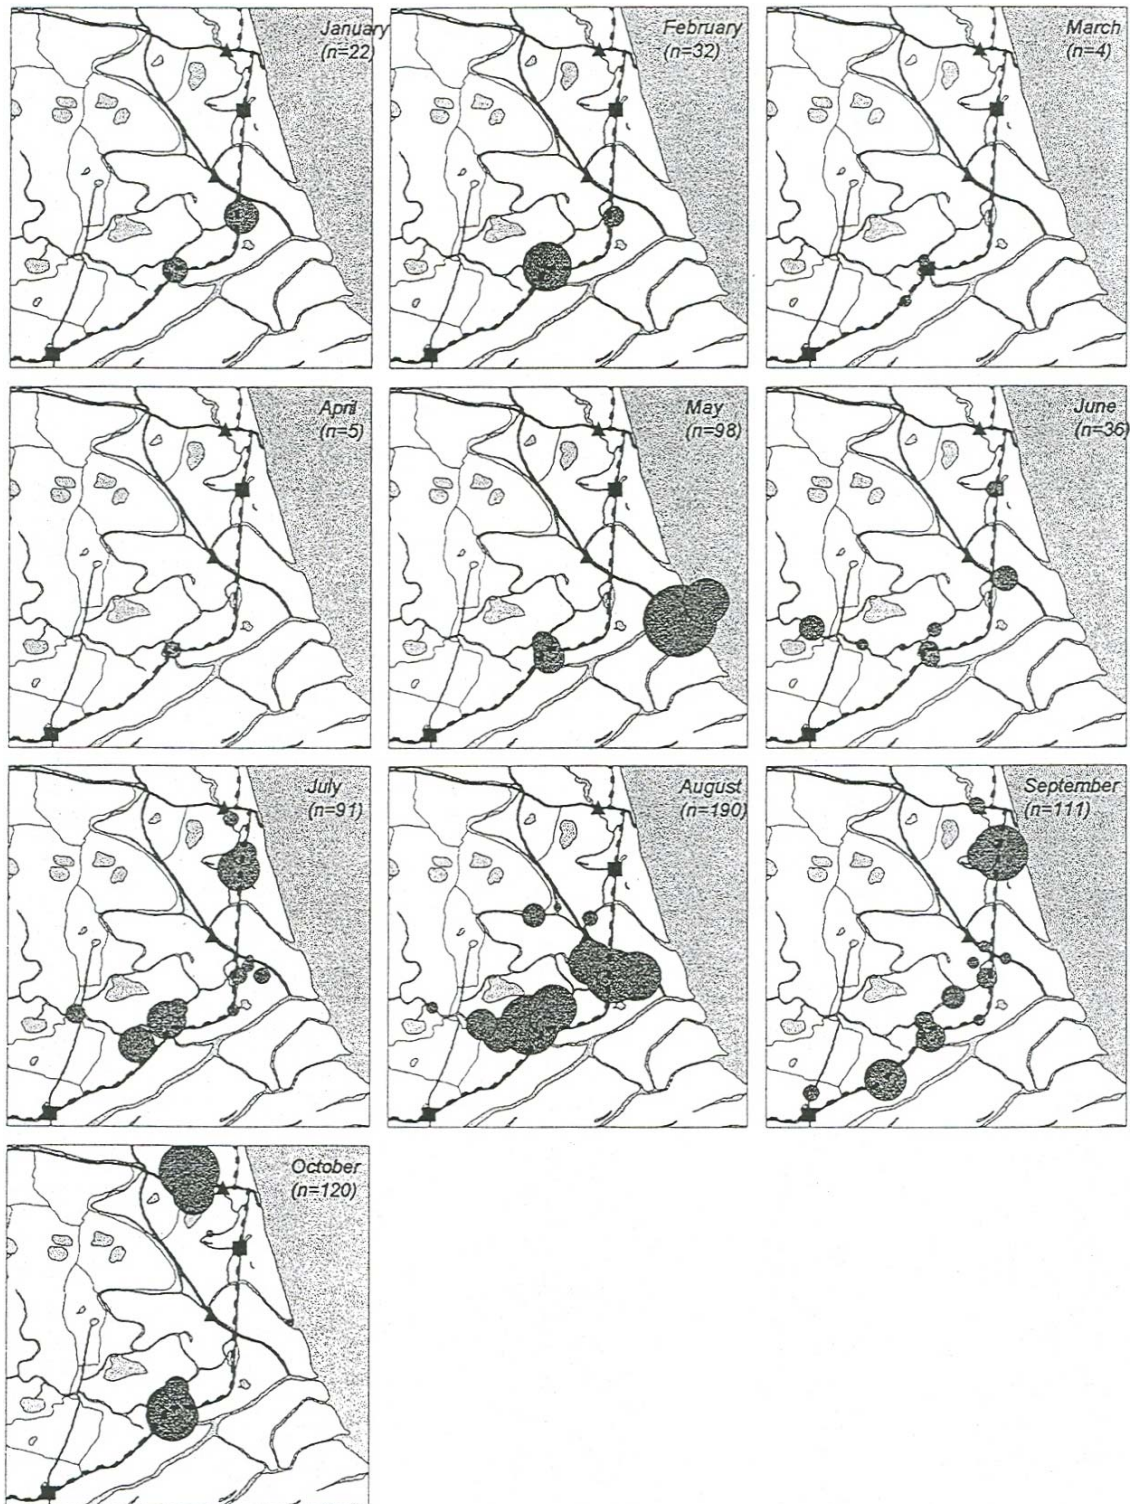 January
(n=22)
February
(n=32)
March
(n=4)
April
(n=5)
May
(n=98)
June
(n=36)
July
(n=91)
August
(n=190)
September
(n=111)
October
(n=120)